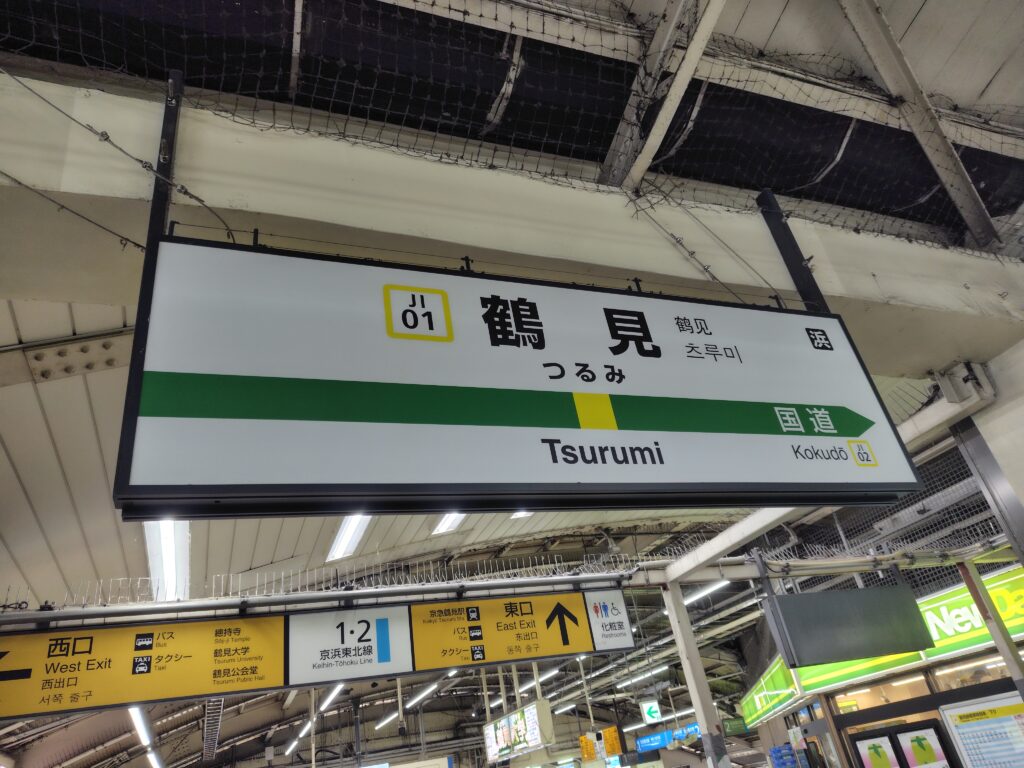 JI
01
鶴見
鹤见
츠루미
浜
つるみ
国道
Tsurumi
Kokudō
JI
02
西口
West Exit
西出口
서쪽 출구
バス
Bus
TAXI
タクシー
Taxi
總持寺
Sōji-ji Temple
鶴見大学
Tsurumi University
鶴見公会堂
Tsurumi Public Hall
1・2
京浜東北線
Keihin-Tōhoku Line
京急鶴見駅
Keikyū Tsurumi Sta.
バス
Bus
タクシー
TAXI
東口
East Exit
东出口
동쪽 출구
化粧室
Restrooms